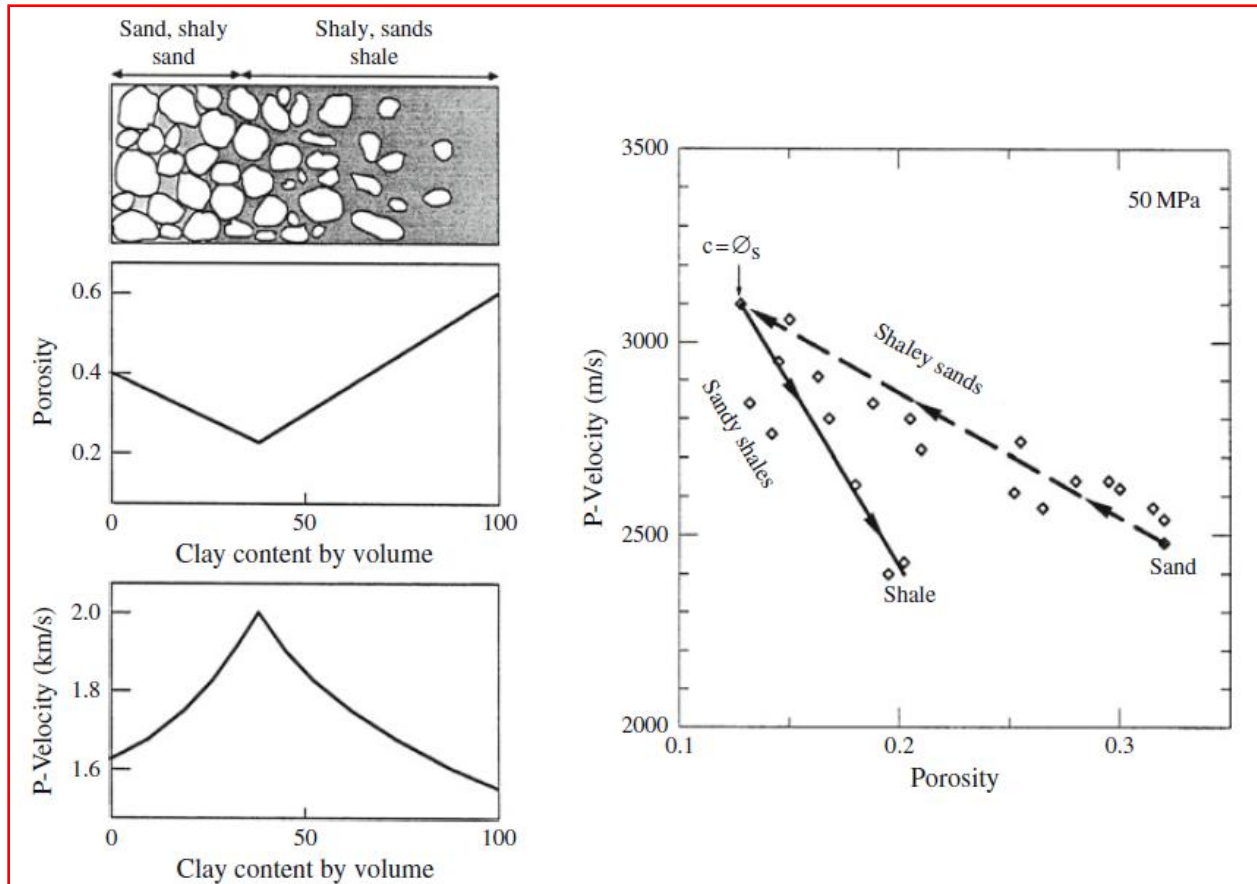 Sand, shaly
sand
Shaly, sands
shale
Porosity
0.6
0.4
0.2
0
50
100
Clay content by volume
P-Velocity (km/s)
2.0
1.8
1.6
0
50
100
Clay content by volume
P-Velocity (m/s)
3500
3000
2500
2000
50 MPa
c = ∅s
Shaley sands
Sandy shales
Shale
Sand
0.1
0.2
0.3
Porosity